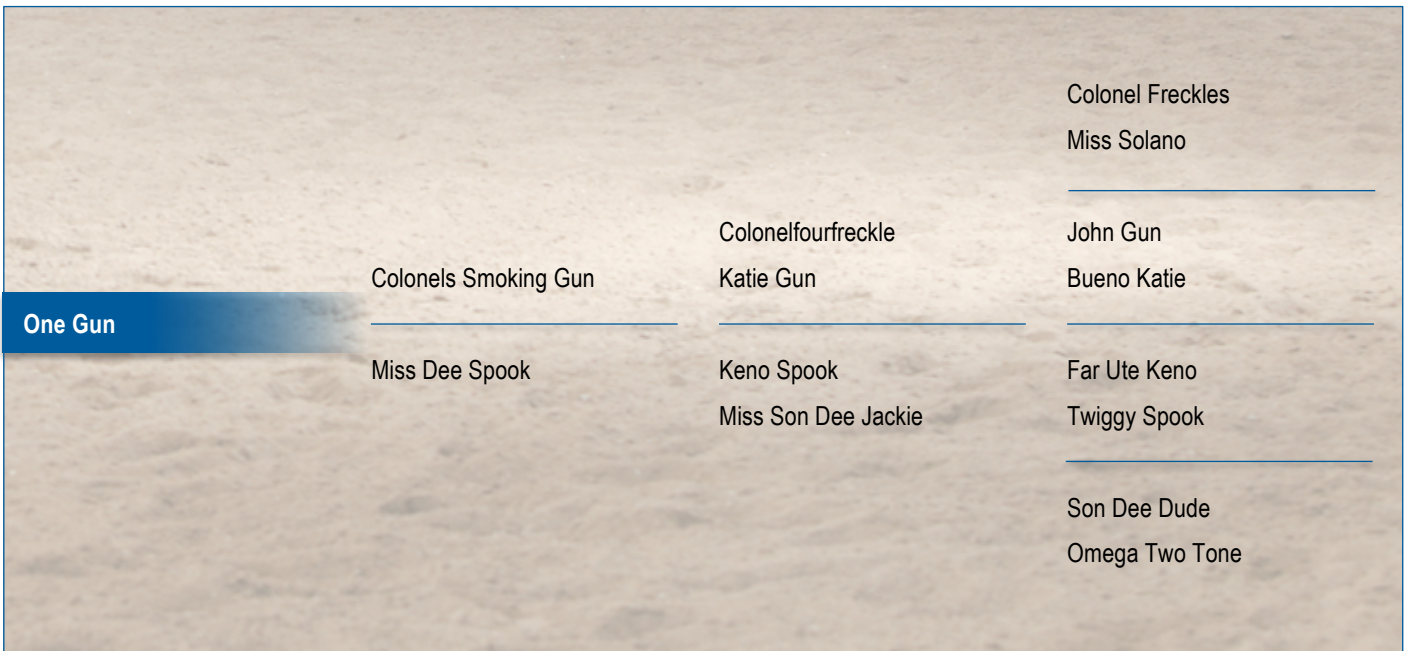 One Gun
Colonels Smoking Gun
Miss Dee Spook
Colonelfourfreckle
Katie Gun
Keno Spook
Miss Son Dee Jackie
Colonel Freckles
Miss Solano
John Gun
Bueno Katie
Far Ute Keno
Twiggy Spook
Son Dee Dude
Omega Two Tone